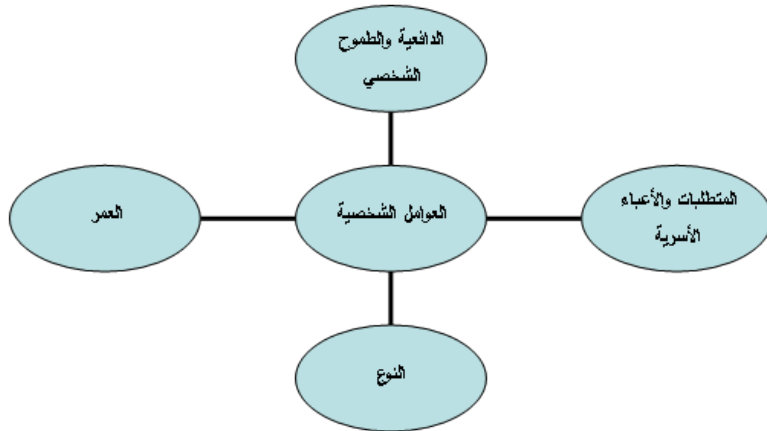 الدافعية والطموح
الشخصي
المتطلبات والأعباء
الأسرية
العوامل الشخصية
العمر
النوع